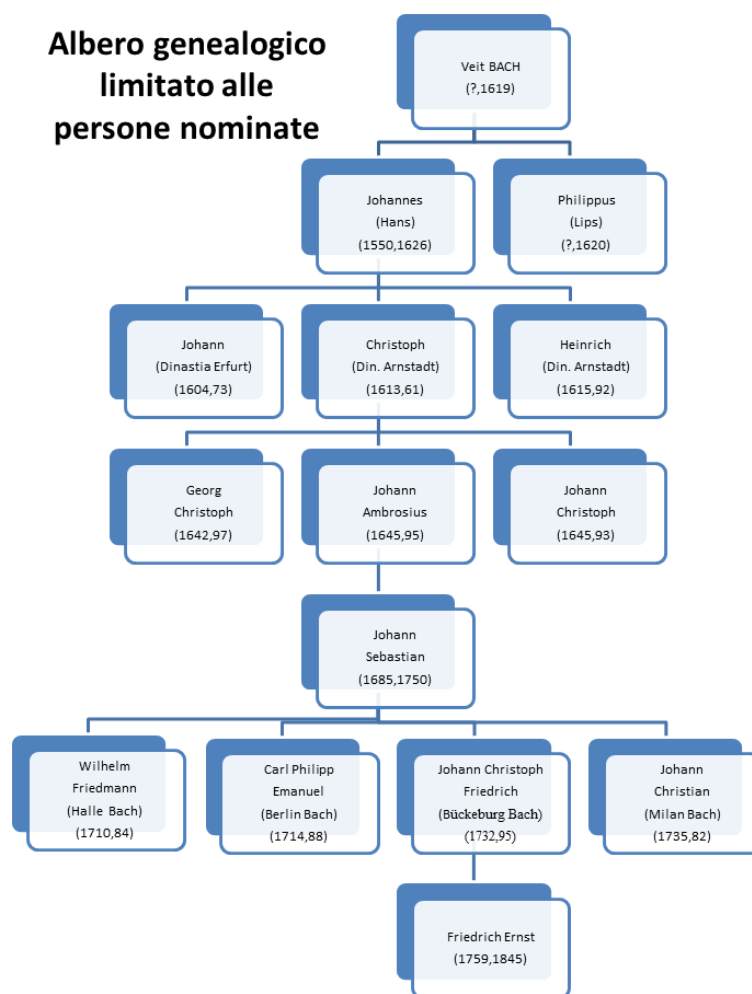 Albero genealogico
limitato alle
persone nominate
Veit BACH
(?,1619)
Johannes
(Hans)
(1550,1626)
Philippus
(Lips)
(?,1620)
Johann
(Dinastia Erfurt)
(1604,73)
Christoph
(Din. Arnstadt)
(1613,61)
Heinrich
(Din. Arnstadt)
(1615,92)
Georg
Christoph
(1642,97)
Johann
Ambrosius
(1645,95)
Johann
Christoph
(1645,93)
Johann
Sebastian
(1685,1750)
Wilhelm
Friedmann
(Halle Bach)
(1710,84)
Carl Philipp
Emanuel
(Berlin Bach)
(1714,88)
Johann Christoph
Friedrich
(Bückeburg Bach)
(1732,95)
Johann
Christian
(Milan Bach)
(1735,82)
Friedrich Ernst
(1759,1845)